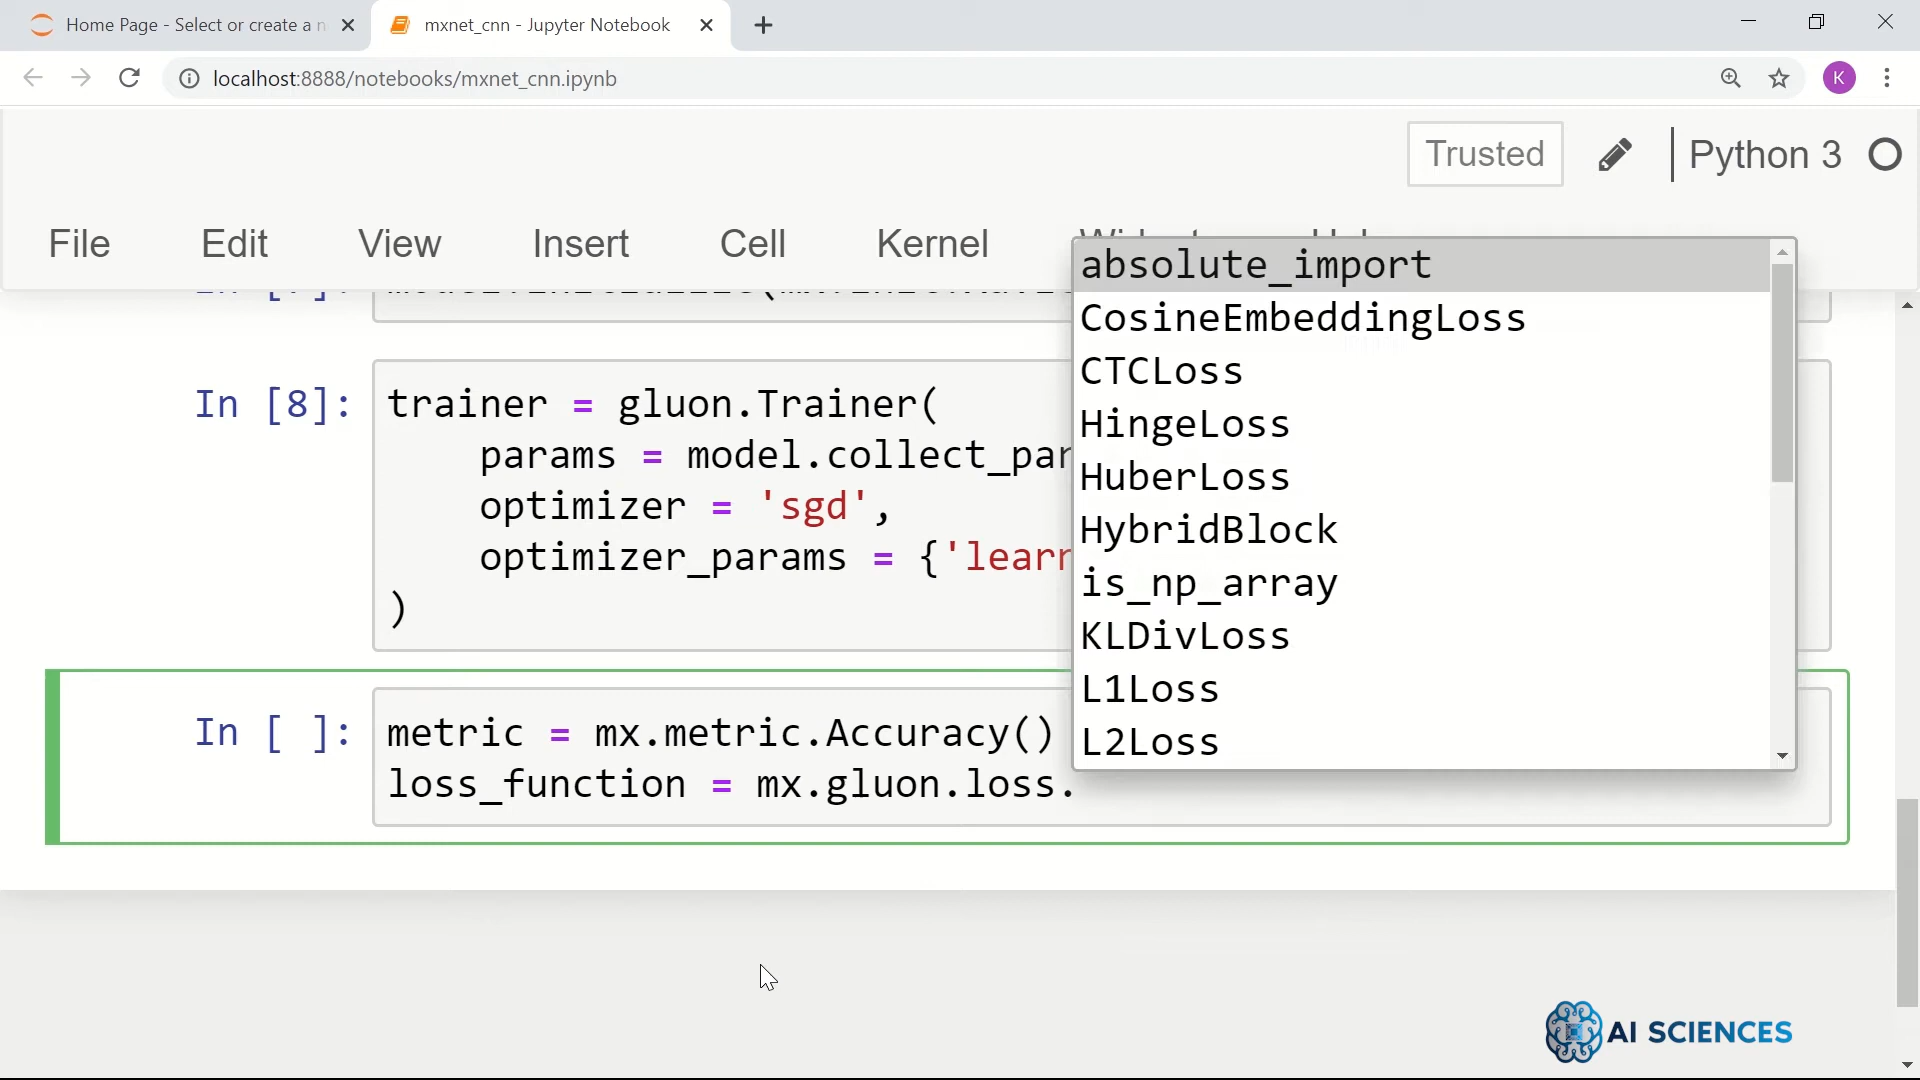 Home Page - Select or create a n
mxnet_cnn - Jupyter Notebook
localhost:8888/notebooks/mxnet_cnn.ipynb
K
Trusted
Python 3
File Edit View Insert Cell Kernel
In [8]:
trainer = gluon.Trainer(
params = model.collect_par
optimizer = 'sgd',
optimizer_params = {'learn
)
In [ ]:
metric = mx.metric.Accuracy()
loss_function = mx.gluon.loss.
absolute_import
CosineEmbeddingLoss
CTCLoss
HingeLoss
HuberLoss
HybridBlock
is_np_array
KLDivLoss
L1Loss
L2Loss
AI SCIENCES